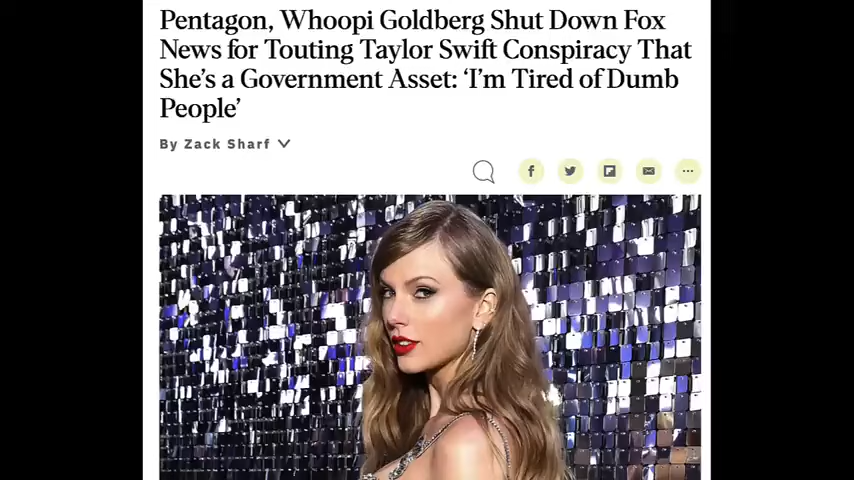 Pentagon, Whoopi Goldberg Shut Down Fox
News for Touting Taylor Swift Conspiracy That
She’s a Government Asset: ‘I’m Tired of Dumb
People’
By Zack Sharf